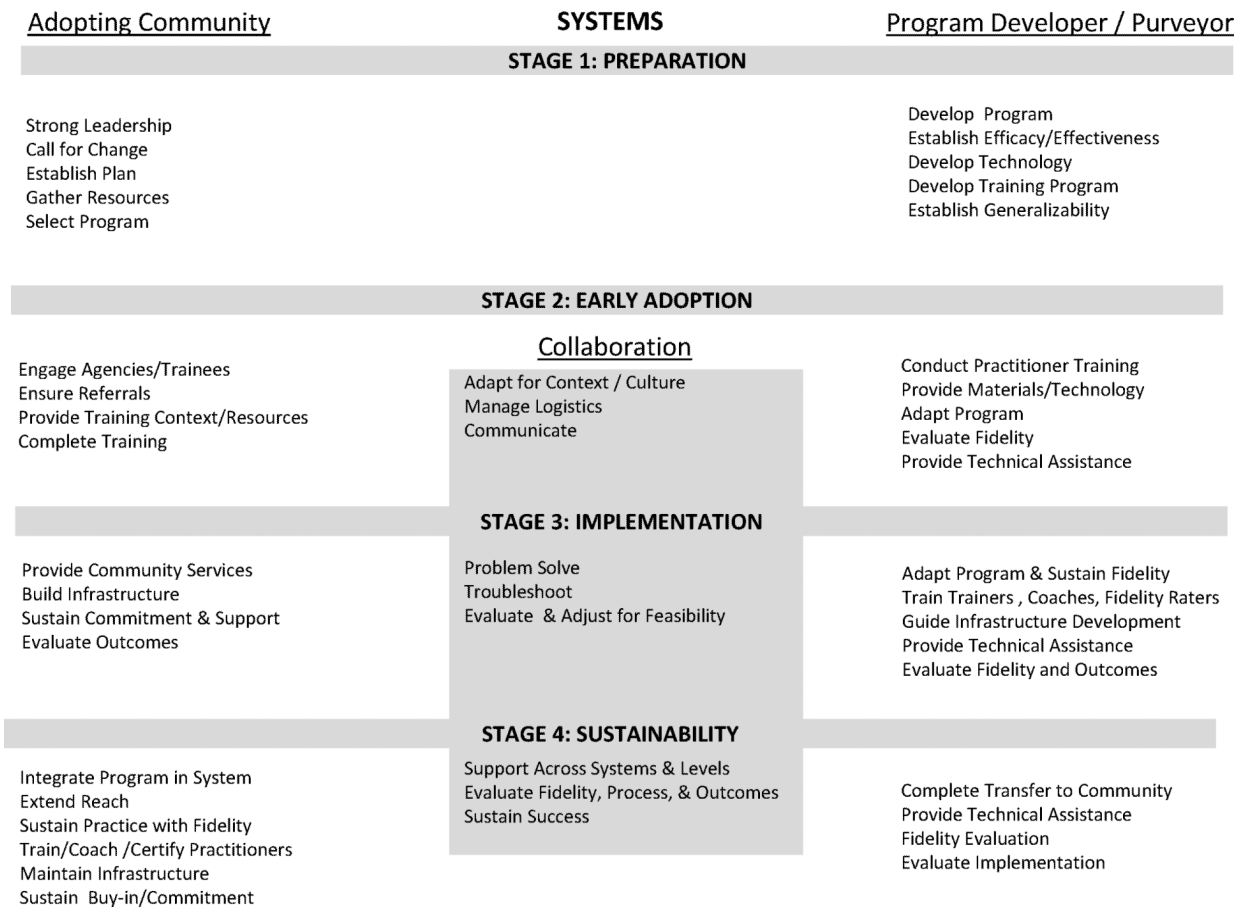 Adopting Community
SYSTEMS
Program Developer / Purveyor
STAGE 1: PREPARATION
Strong Leadership
Call for Change
Establish Plan
Gather Resources
Select Program
Develop Program
Establish Efficacy/Effectiveness
Develop Technology
Develop Training Program
Establish Generalizability
STAGE 2: EARLY ADOPTION
Engage Agencies/Trainees
Ensure Referrals
Provide Training Context/Resources
Complete Training
Collaboration
Adapt for Context / Culture
Manage Logistics
Communicate
Conduct Practitioner Training
Provide Materials/Technology
Adapt Program
Evaluate Fidelity
Provide Technical Assistance
STAGE 3: IMPLEMENTATION
Provide Community Services
Build Infrastructure
Sustain Commitment & Support
Evaluate Outcomes
Problem Solve
Troubleshoot
Evaluate & Adjust for Feasibility
Adapt Program & Sustain Fidelity
Train Trainers , Coaches, Fidelity Raters
Guide Infrastructure Development
Provide Technical Assistance
Evaluate Fidelity and Outcomes
STAGE 4: SUSTAINABILITY
Integrate Program in System
Extend Reach
Sustain Practice with Fidelity
Train/Coach /Certify Practitioners
Maintain Infrastructure
Sustain Buy-in/Commitment
Support Across Systems & Levels
Evaluate Fidelity, Process, & Outcomes
Sustain Success
Complete Transfer to Community
Provide Technical Assistance
Fidelity Evaluation
Evaluate Implementation